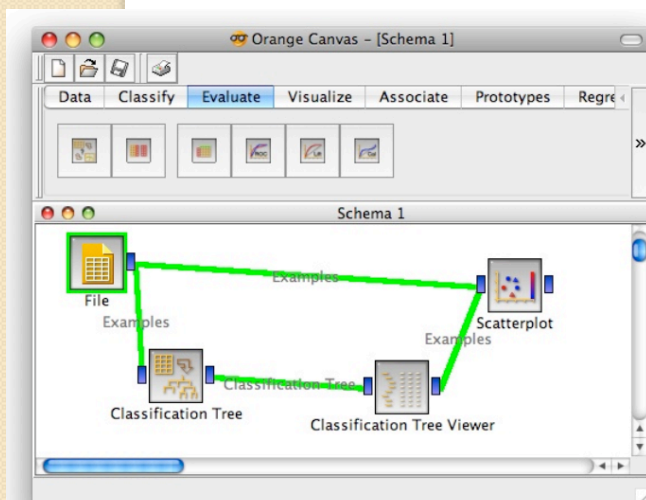 Orange Canvas - [Schema 1]
Data Classify Evaluate Visualize Associate Prototypes Regre
ROC
Schema 1
Examples
File
Examples
Scatterplot
Examples
Classification Tree
Classification Tree
Classification Tree Viewer